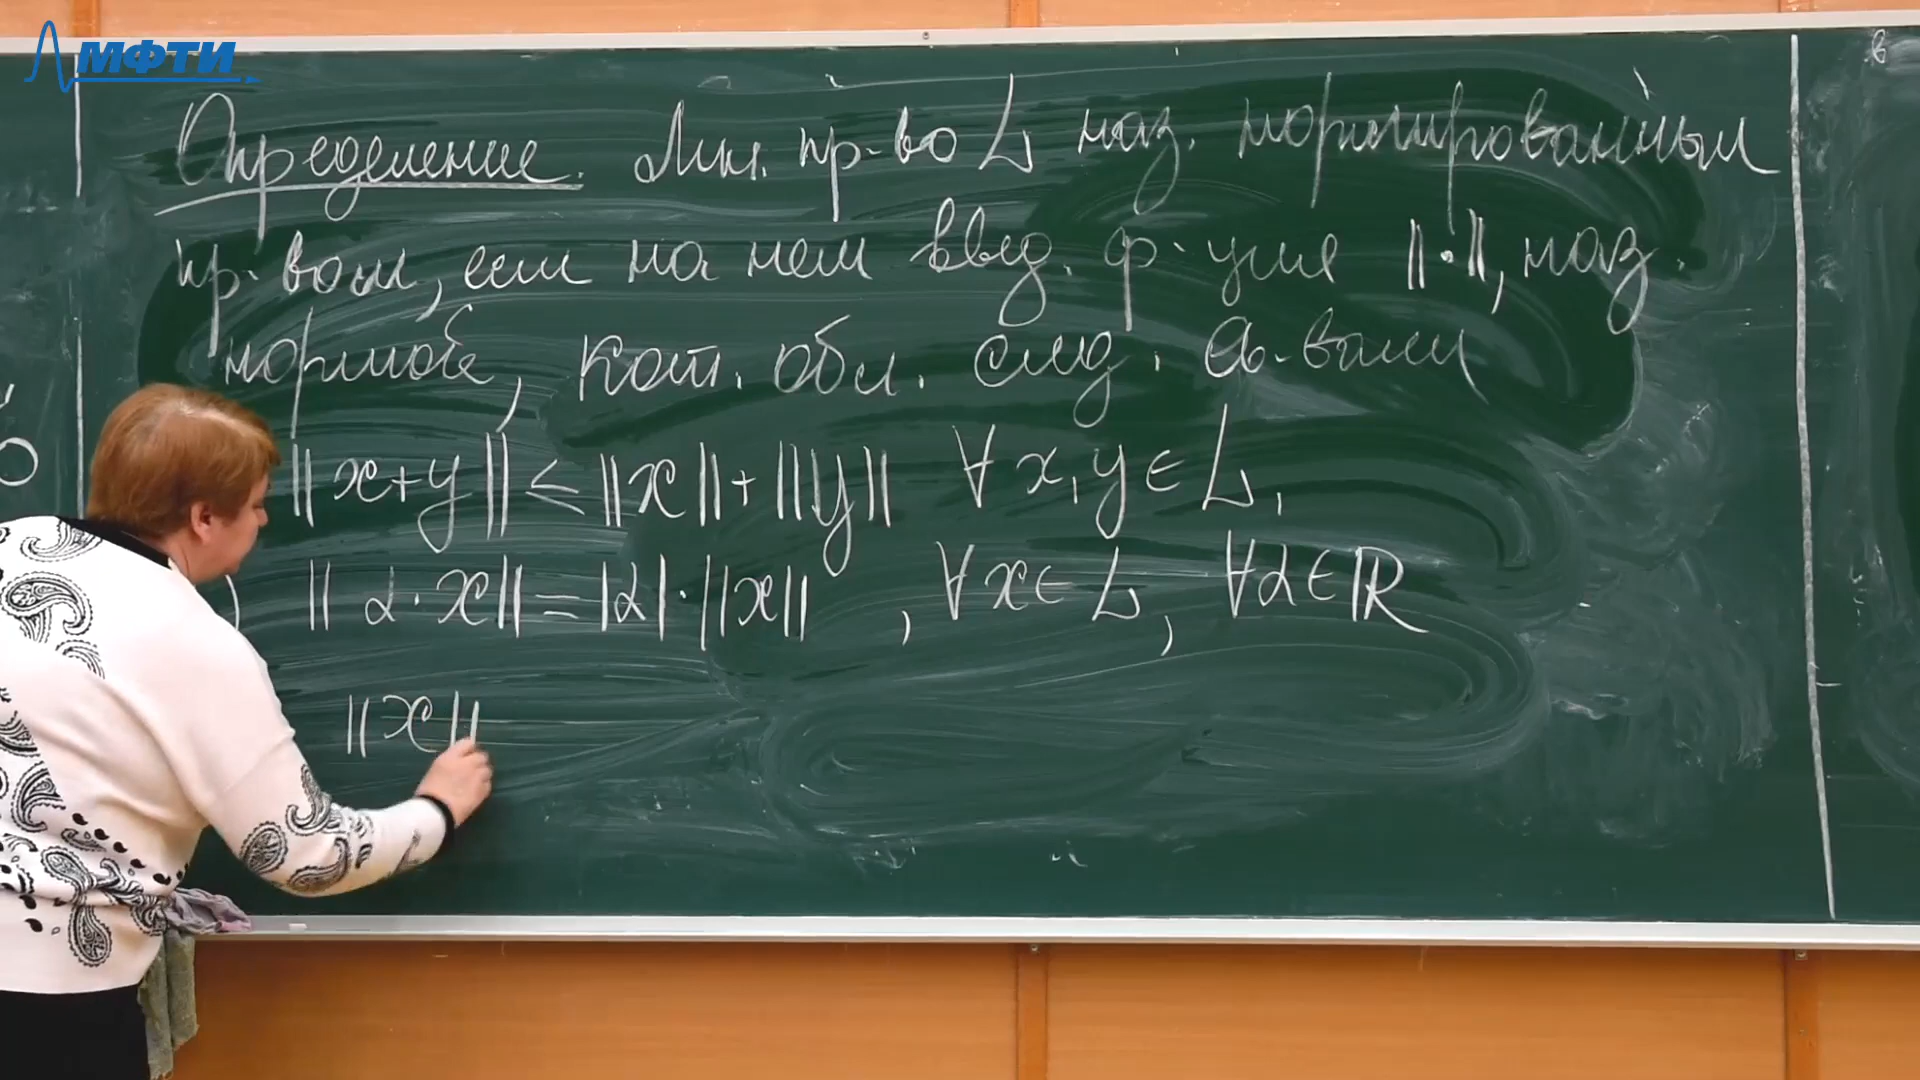 МФТИ
Определение. Лин. пр-во L наз. нормированным
пр-вом, если на нем введ. ф-ция ||·||, наз.
нормой, кот. обл. след. св-вами
||x+y|| ≤ ||x|| + ||y|| ∀ x, y ∈ L,
) ||α·x|| = |α|·||x|| , ∀x ∈ L, ∀α ∈ ℝ
||x||